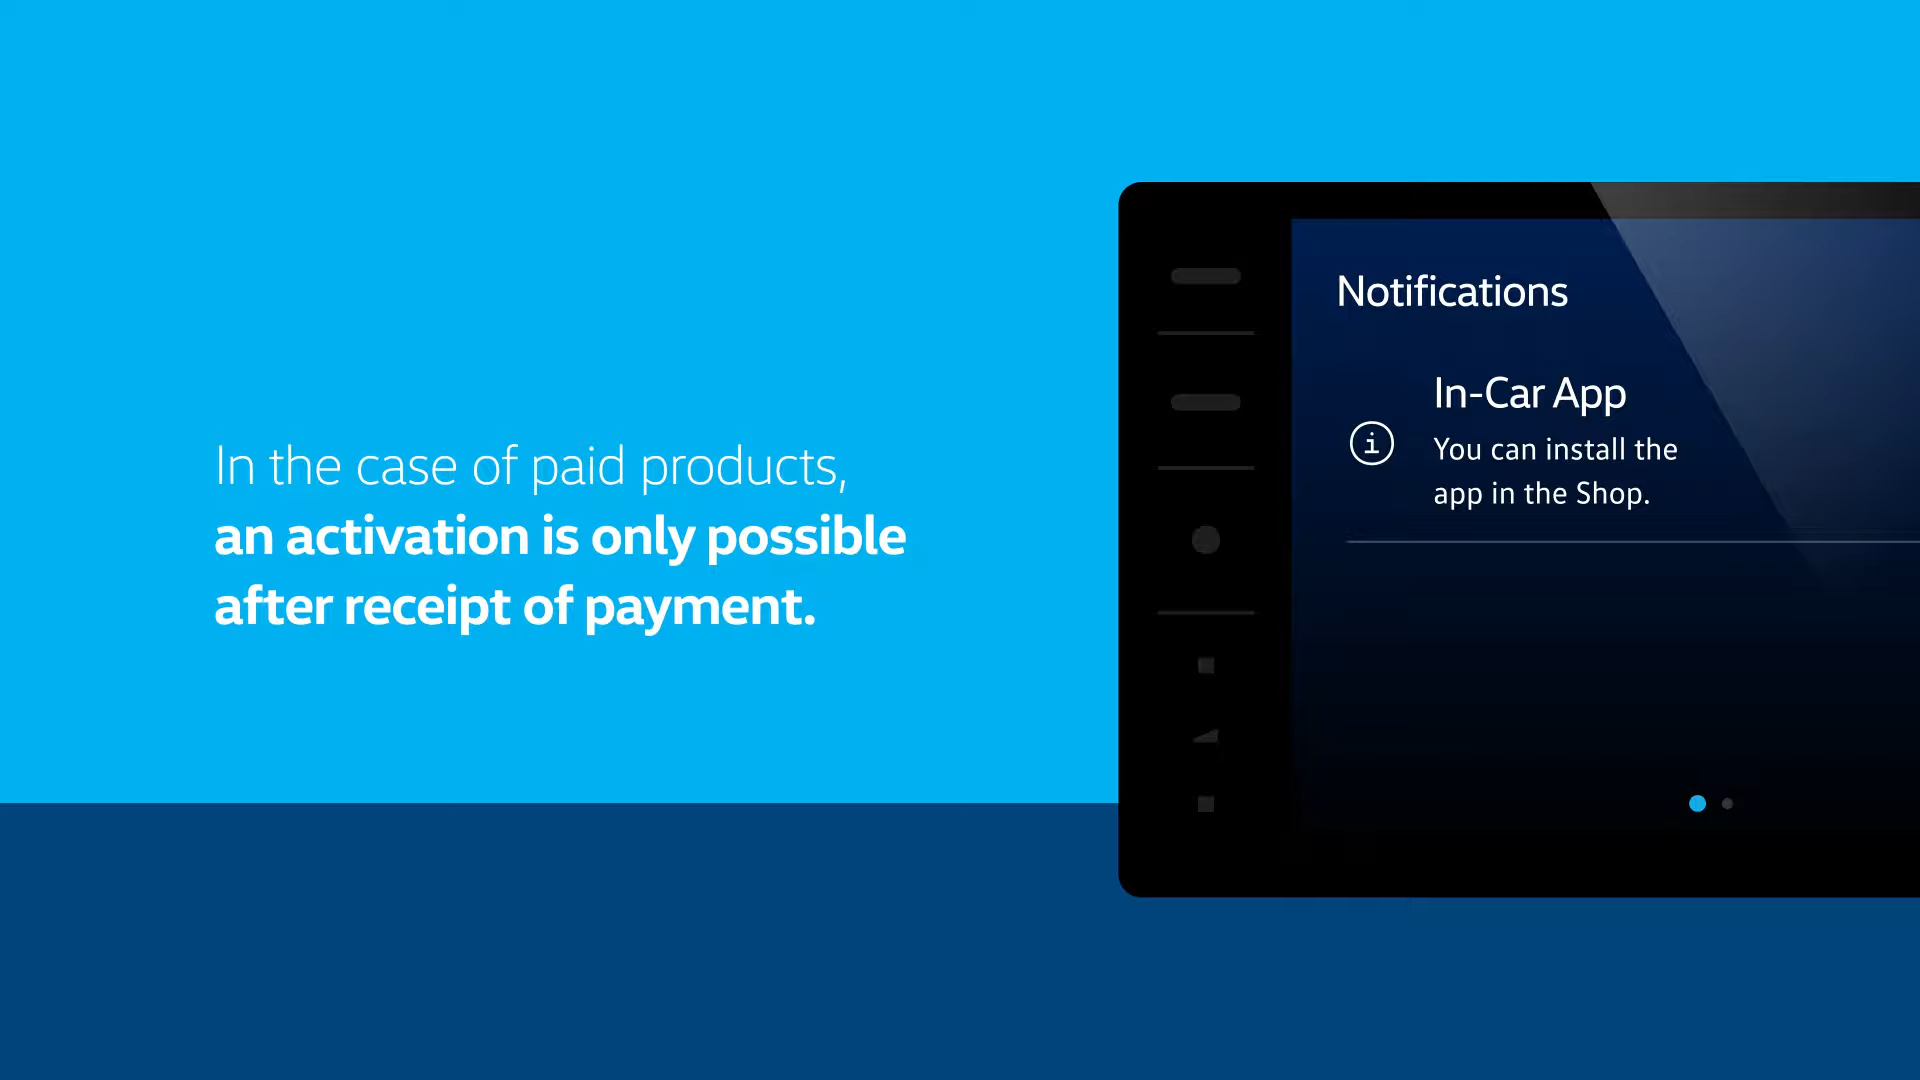 In the case of paid products,
an activation is only possible
after receipt of payment.
Notifications
In-Car App
You can install the
app in the Shop.